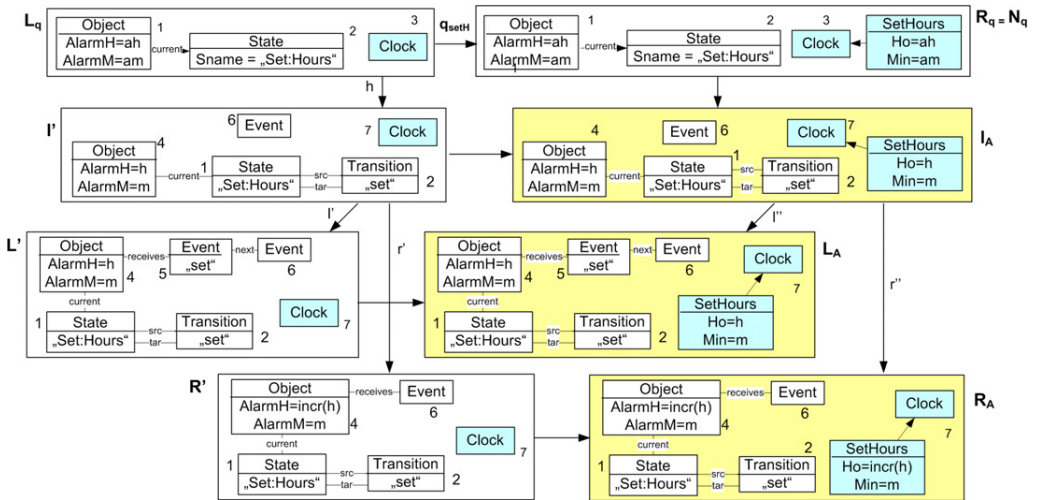 L_q
Object
AlarmH=ah
AlarmM=am
1
current
State
Sname = „Set:Hours“
2
3
Clock
q_setH
Object
AlarmH=ah
AlarmM=am
1
current
State
Sname = „Set:Hours“
2
3
Clock
SetHours
Ho=ah
Min=am
R_q = N_q
h
I’
6
Event
7
Clock
Object
AlarmH=h
AlarmM=m
4
current
1
State
„Set:Hours“
src
tar
Transition
„set“
2
4
Object
AlarmH=h
AlarmM=m
current
Event
6
1
State
„Set:Hours“
src
tar
Transition
„set“
2
Clock
7
SetHours
Ho=h
Min=m
I_A
l’
r’
l’’
r’’
L’
Object
AlarmH=h
AlarmM=m
4
receives
5
Event
„set“
next
Event
6
current
1
State
„Set:Hours“
src
tar
Transition
„set“
2
Clock
7
Object
AlarmH=h
AlarmM=m
4
receives
5
Event
„set“
next
Event
6
current
1
State
„Set:Hours“
src
tar
Transition
„set“
2
Clock
7
SetHours
Ho=h
Min=m
L_A
R’
Object
AlarmH=incr(h)
AlarmM=m
4
receives
Event
6
current
1
State
„Set:Hours“
src
tar
Transition
„set“
2
Clock
7
Object
AlarmH=incr(h)
AlarmM=m
4
receives
Event
6
current
1
State
„Set:Hours“
src
tar
2
Transition
„set“
Clock
7
SetHours
Ho=incr(h)
Min=m
R_A